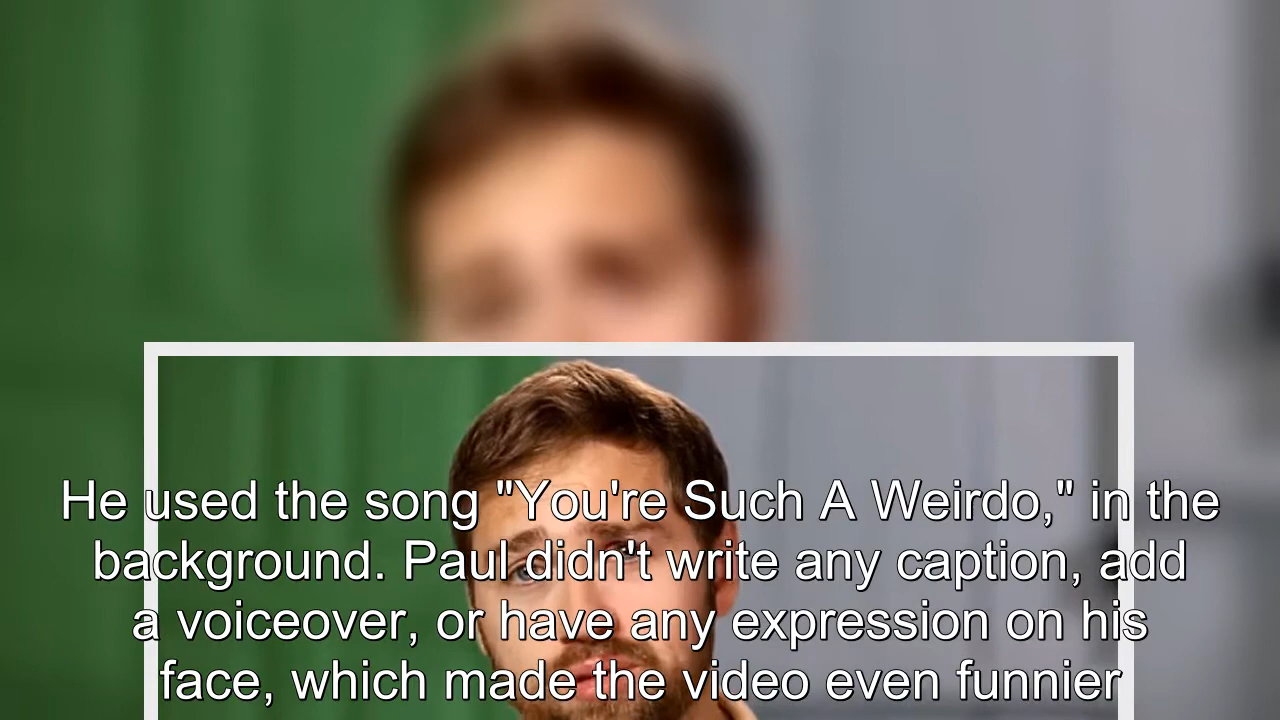 He used the song "You're Such A Weirdo," in the
background. Paul didn't write any caption, add
a voiceover, or have any expression on his
face, which made the video even funnier